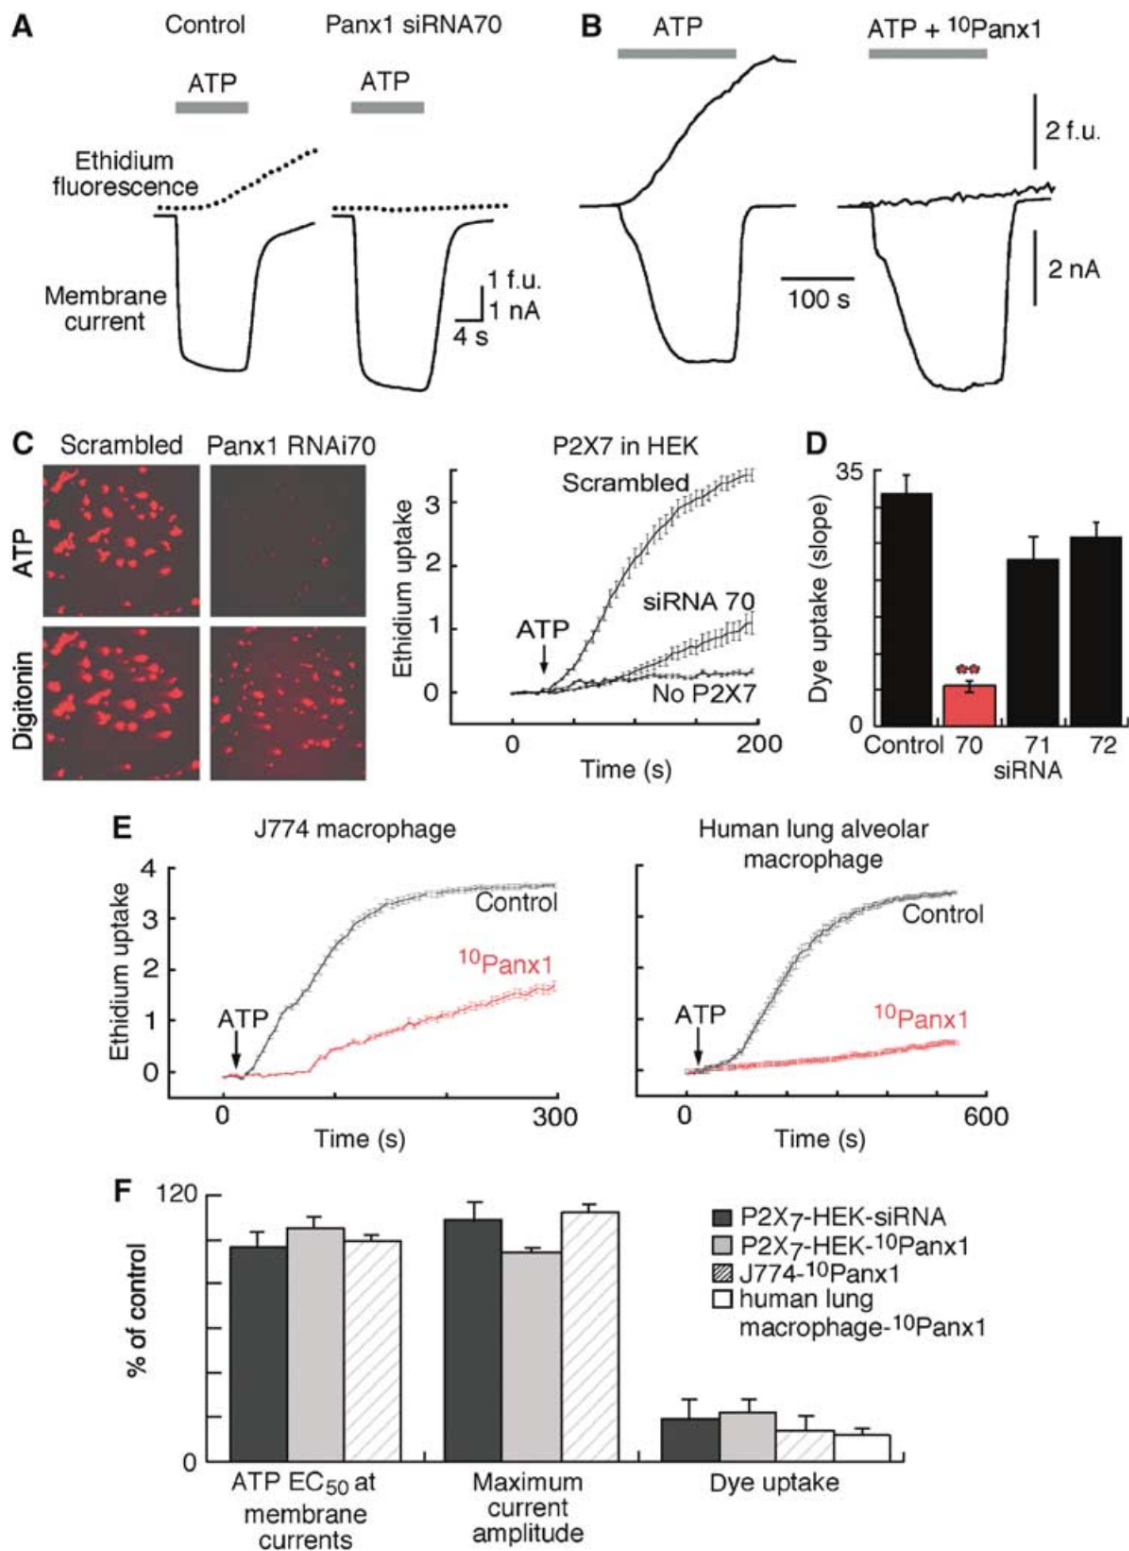 A
Control
Panx1 siRNA70
ATP
ATP
Ethidium
fluorescence
Membrane
current
1 f.u.
1 nA
4 s
B
ATP
ATP + ¹⁰Panx1
2 f.u.
2 nA
100 s
C
Scrambled
Panx1 RNAi70
ATP
Digitonin
P2X7 in HEK
Scrambled
siRNA 70
ATP
No P2X7
Ethidium uptake
3
2
1
0
0
200
Time (s)
D
35
0
Dye uptake (slope)
**
Control
70
71
72
siRNA
E
J774 macrophage
4
3
2
1
0
Ethidium uptake
Control
¹⁰Panx1
ATP
0
300
Time (s)
Human lung alveolar
macrophage
Control
¹⁰Panx1
ATP
0
600
Time (s)
F
120
0
% of control
P2X₇-HEK-siRNA
P2X₇-HEK-¹⁰Panx1
J774-¹⁰Panx1
human lung
macrophage-¹⁰Panx1
ATP EC₅₀ at
membrane
currents
Maximum
current
amplitude
Dye uptake